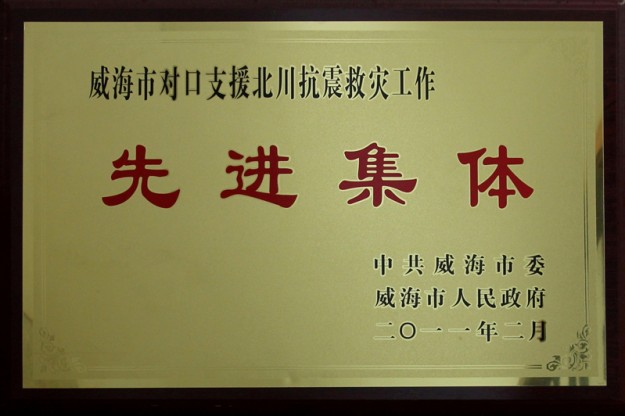 威海市对口支援北川抗震救灾工作
先进集体
中共威海市委
威海市人民政府
二〇一一年二月